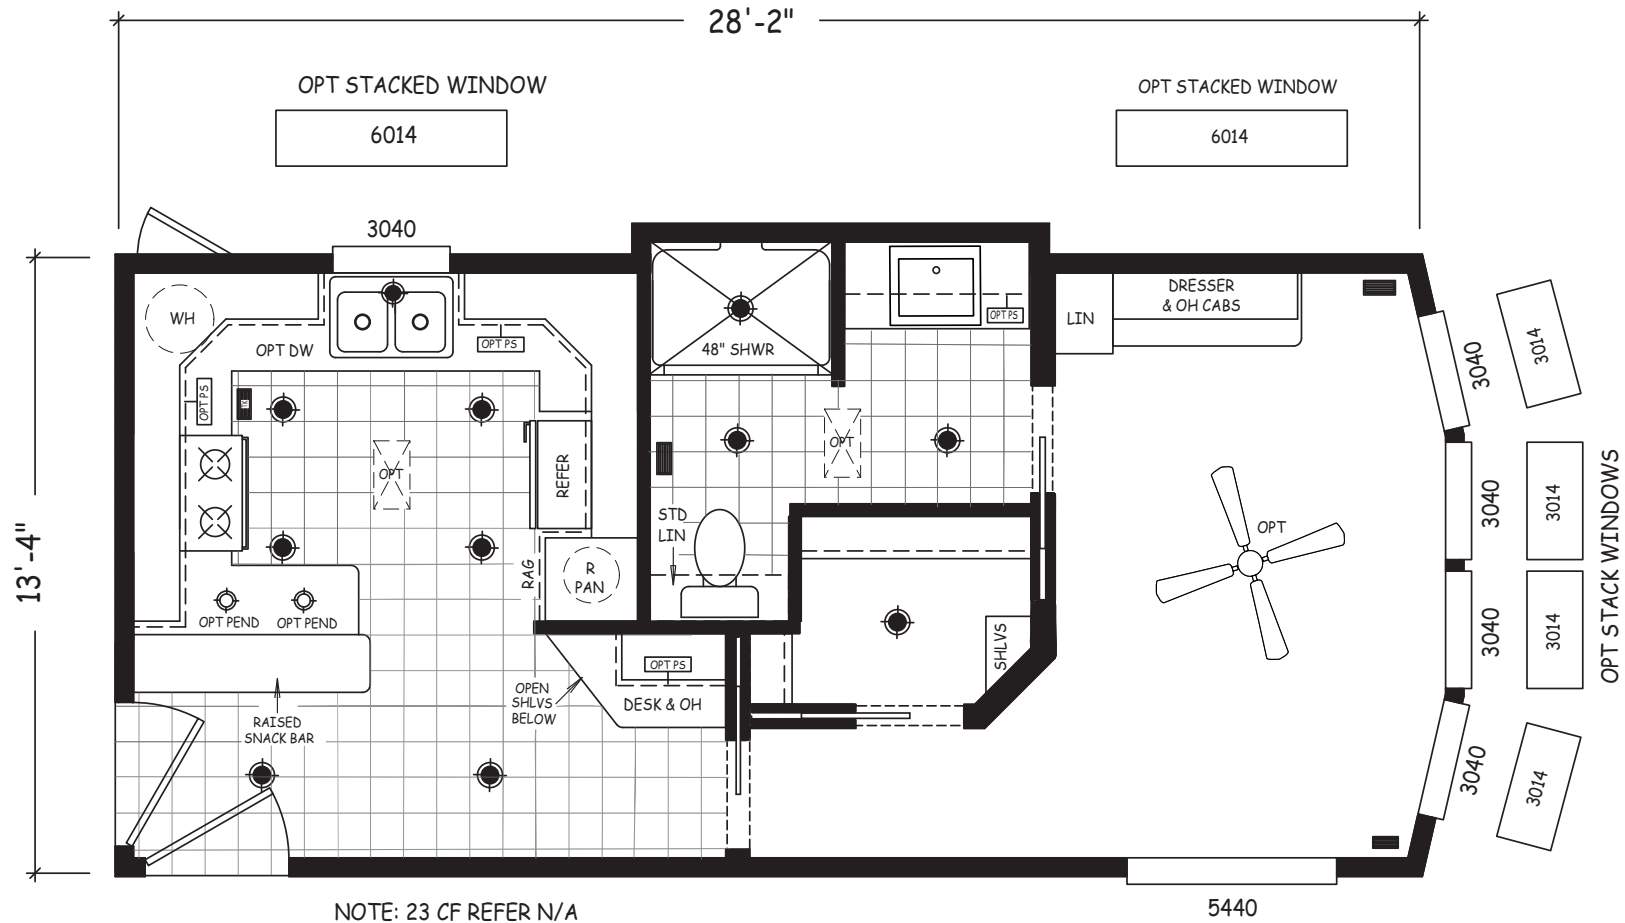 28'-2"
OPT STACKED WINDOW
6014
OPT STACKED WINDOW
6014
3040
13'-4"
WH
OPT DW
OPT PS
OPT PS
OPT
REFER
RAG
R
PAN
OPT PEND
OPT PEND
RAISED
SNACK BAR
OPEN
SHLVS
BELOW
OPT PS
DESK & OH
48" SHWR
OPT PS
OPT
STD
LIN
SHLVS
LIN
DRESSER
& OH CABS
OPT
3040
3014
3040
3014
3040
3014
3040
3014
OPT STACK WINDOWS
5440
NOTE: 23 CF REFER N/A